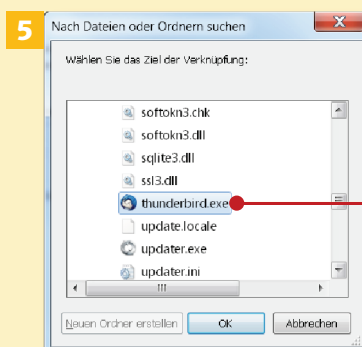 5
Nach Dateien oder Ordnern suchen
Wählen Sie das Ziel der Verknüpfung:
softokn3.chk
softokn3.dll
sqlite3.dll
ssl3.dll
thunderbird.exe
update.locale
updater.exe
updater.ini
Neuen Ordner erstellen
OK
Abbrechen